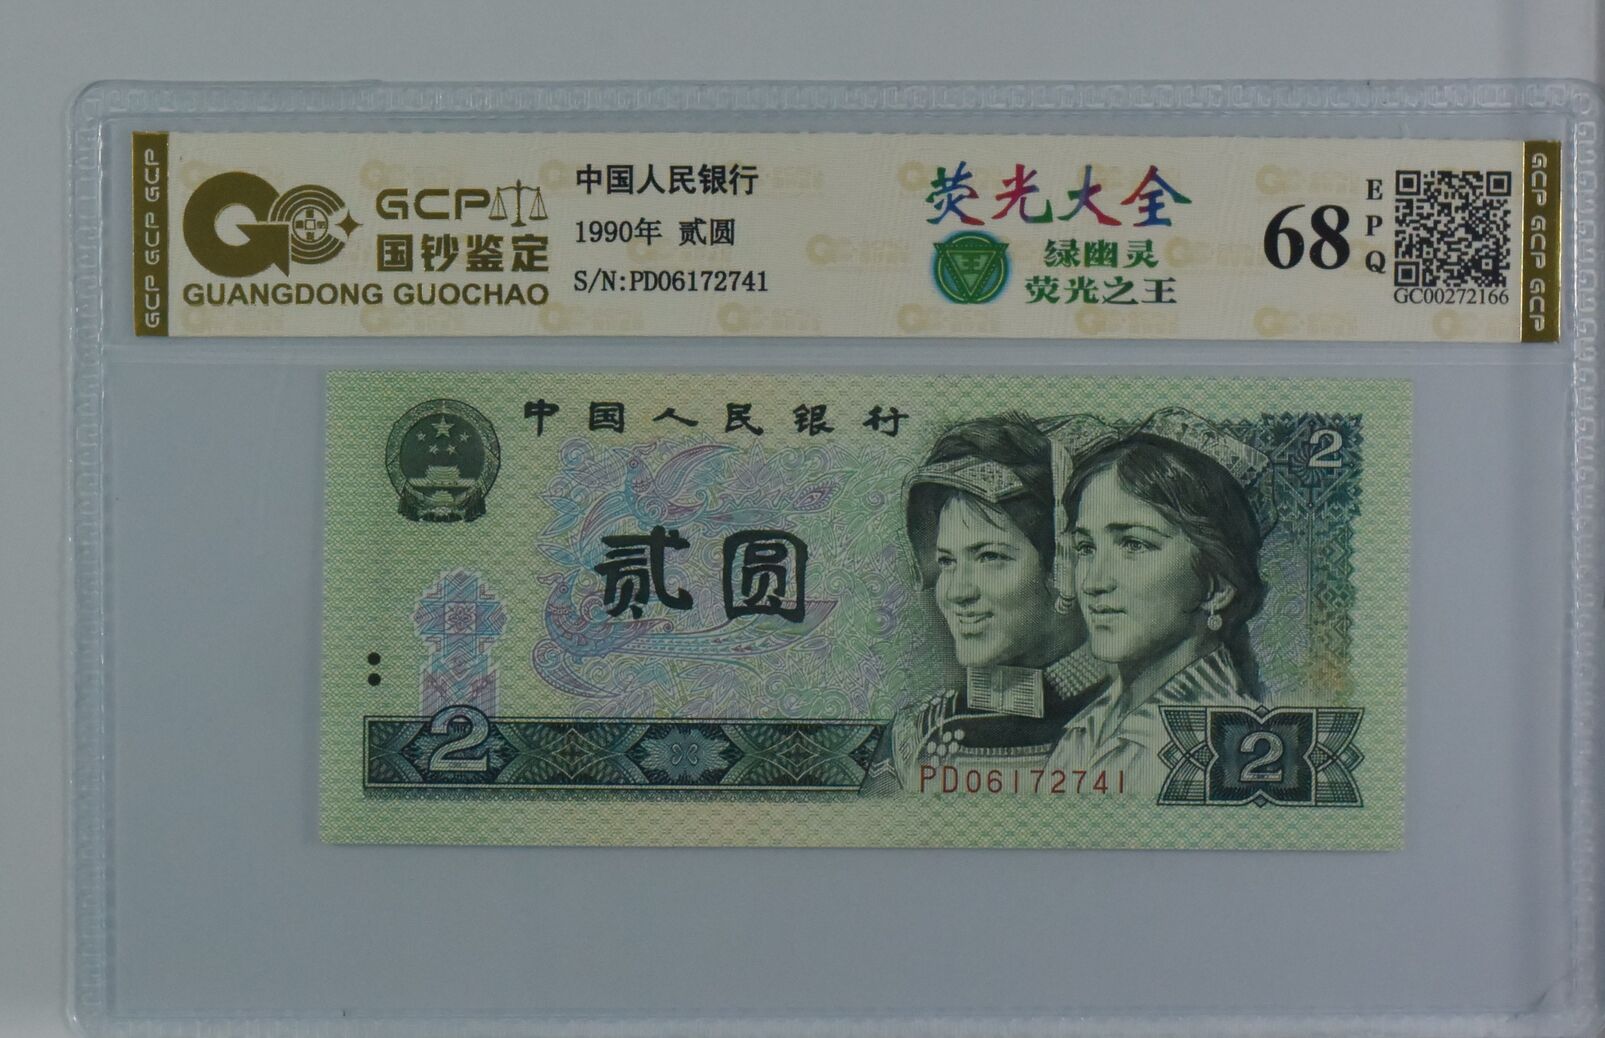 GCP GCP GCP
GCP
国钞鉴定
GUANGDONG GUOCHAO
中国人民银行
1990年 贰圆
S/N:PD06172741
荧光大全
王
绿幽灵
荧光之王
68
EPQ
GC00272166
GCP GCP GCP
中国人民银行
2
贰圆
2
PD06172741
2